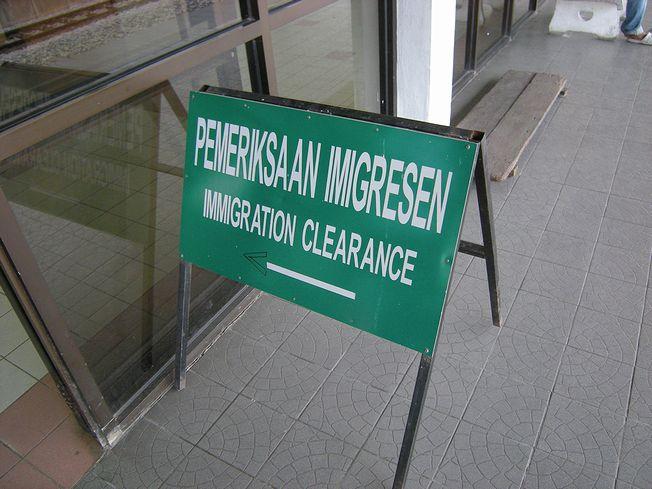 PEMERIKSAAN IMIGRESEN
IMMIGRATION CLEARANCE